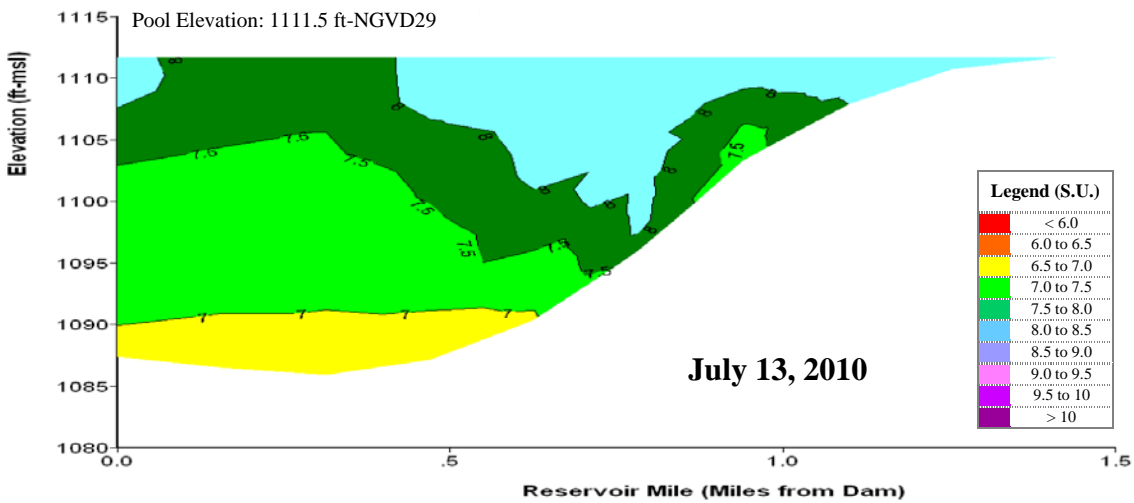 Pool Elevation: 1111.5 ft-NGVD29
Elevation (ft-msl)
1115
1110
1105
1100
1095
1090
1085
1080
8
8
8
8
8
8
8
8
8
7.5
7.5
7.5
7.5
7.5
7.5
7.5
7.5
7
7
7
7
July 13, 2010
Legend (S.U.)
< 6.0
6.0 to 6.5
6.5 to 7.0
7.0 to 7.5
7.5 to 8.0
8.0 to 8.5
8.5 to 9.0
9.0 to 9.5
9.5 to 10
> 10
0.0
.5
1.0
1.5
Reservoir Mile (Miles from Dam)